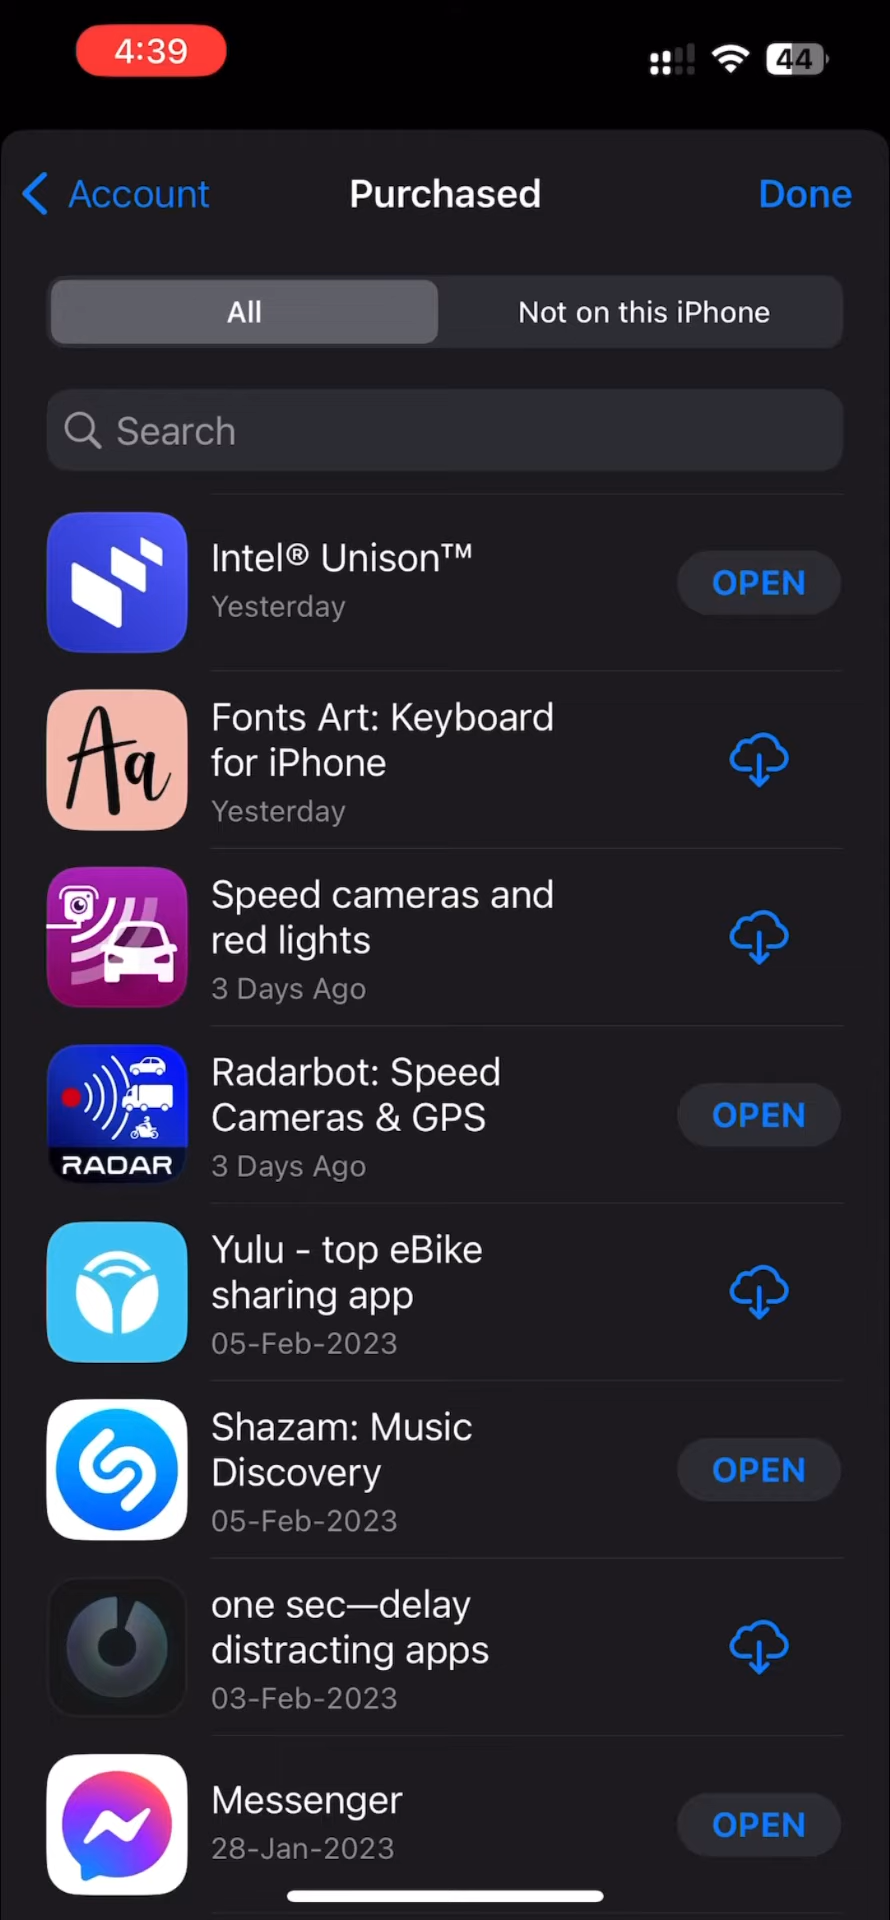 4:39
44
Account Purchased Done
All Not on this iPhone
Search
Intel® Unison™
Yesterday
OPEN
Aa
Fonts Art: Keyboard
for iPhone
Yesterday
Speed cameras and
red lights
3 Days Ago
RADAR
Radarbot: Speed
Cameras & GPS
3 Days Ago
OPEN
Yulu - top eBike
sharing app
05-Feb-2023
Shazam: Music
Discovery
05-Feb-2023
OPEN
one sec—delay
distracting apps
03-Feb-2023
Messenger
28-Jan-2023
OPEN